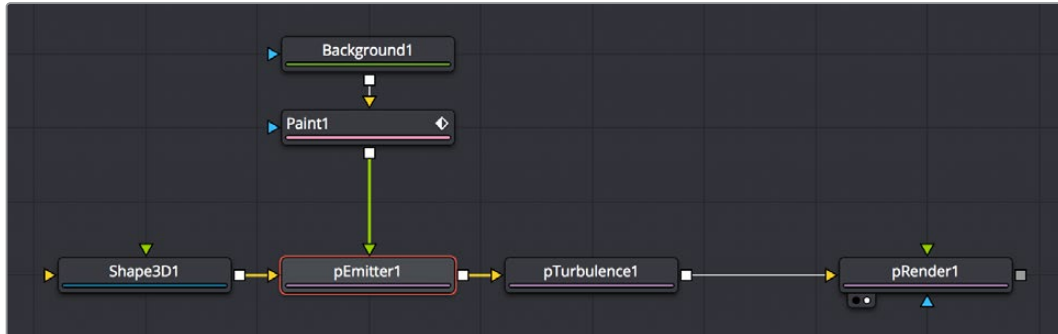 Background1
Paint1
Shape3D1
pEmitter1
pTurbulence1
pRender1